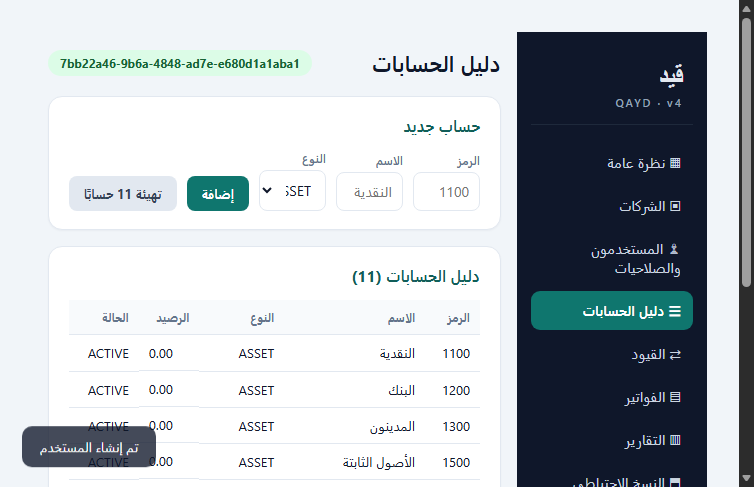 قيد
QAYD · v4
نظرة عامة
الشركات
المستخدمون والصلاحيات
دليل الحسابات
القيود
الفواتير
التقارير
النسخ الاحتياطي
دليل الحسابات
7bb22a46-9b6a-4848-ad7e-e680d1a1aba1
حساب جديد
الرمز الاسم النوع
1100 النقدية ASSET إضافة تهيئة 11 حسابًا
دليل الحسابات (11)
الرمز الاسم النوع الرصيد الحالة
1100 النقدية ASSET 0.00 ACTIVE
1200 البنك ASSET 0.00 ACTIVE
1300 المدينون ASSET 0.00 ACTIVE
1500 الأصول الثابتة ASSET 0.00 ACTIVE
تم إنشاء المستخدم